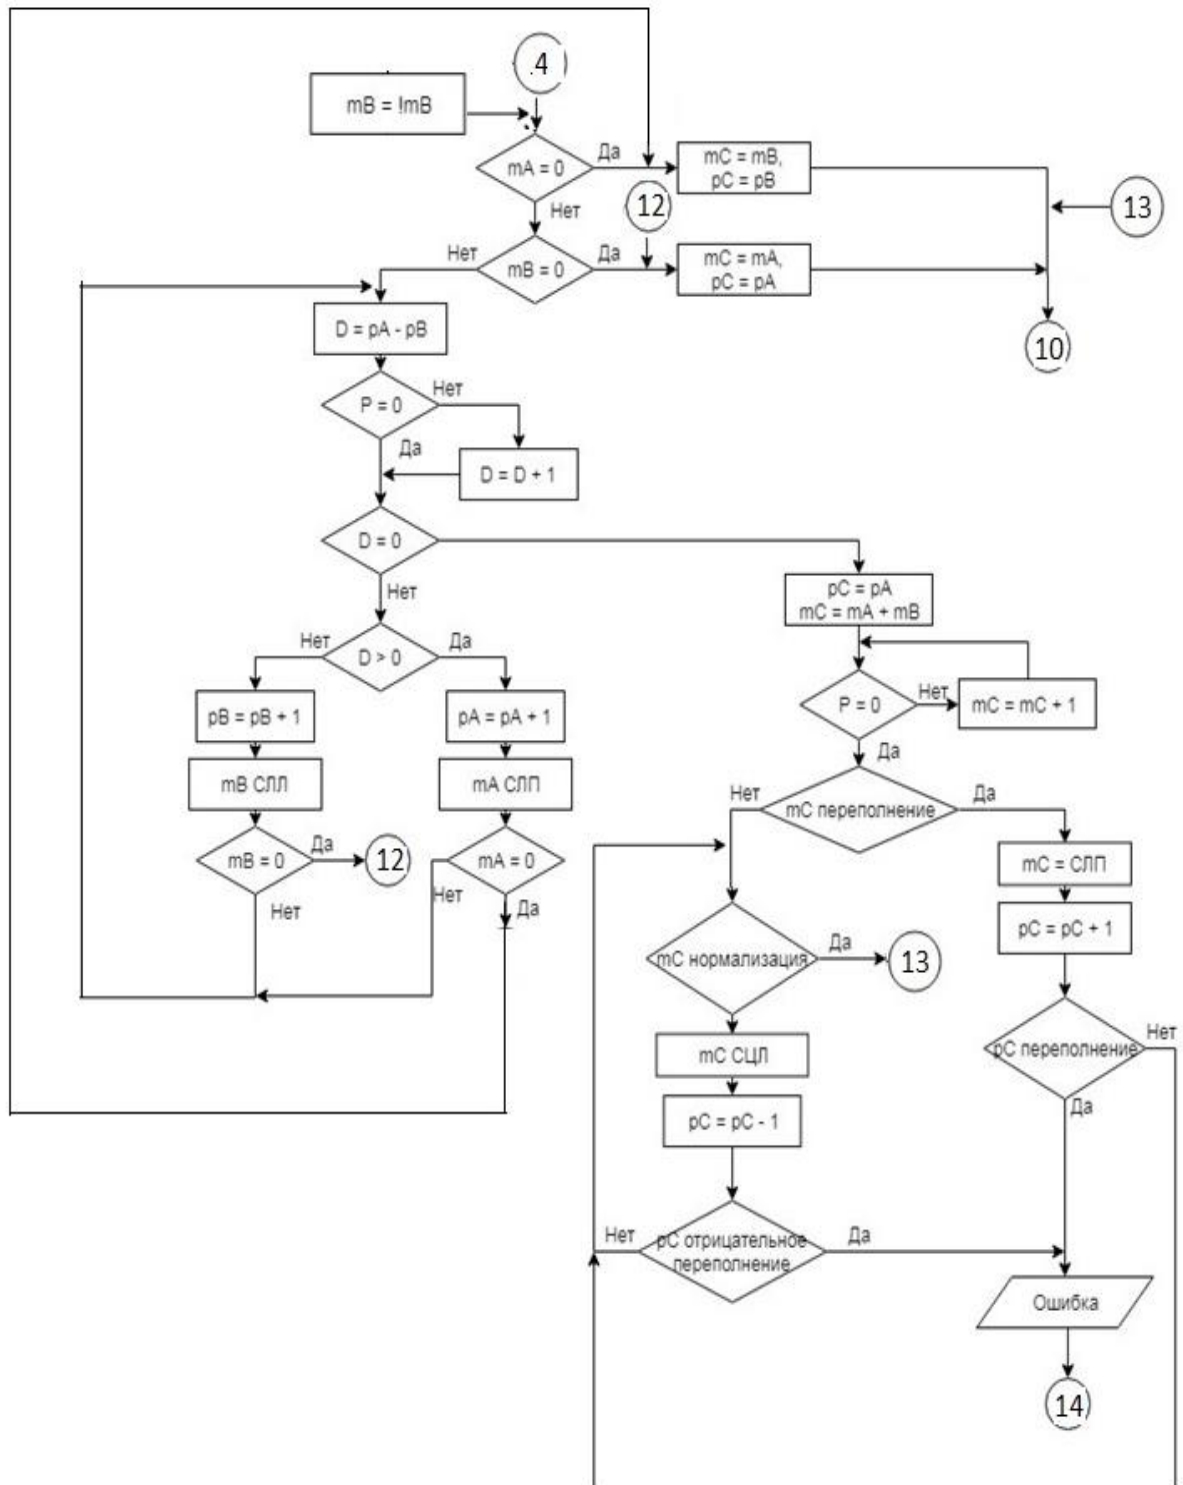 .4
mB = !mB
Да
mA = 0
mC = mB,
pC = pB
12
13
Нет
Нет
Да
mB = 0
mC = mA,
pC = pA
D = pA - pB
10
Нет
P = 0
Да
D = D + 1
D = 0
Нет
pC = pA
mC = mA + mB
Нет
Да
D > 0
Нет
P = 0
mC = mC + 1
pB = pB + 1
pA = pA + 1
Да
mB СЛЛ
mA СЛП
Нет
Да
mC переполнение
Да
mB = 0
12
mA = 0
mC = СЛП
Нет
Да
Нет
pC = pC + 1
Да
mC нормализация
13
Нет
mC СЦЛ
pC переполнение
Да
pC = pC - 1
Нет
Да
pC отрицательное
переполнение
Ошибка
14